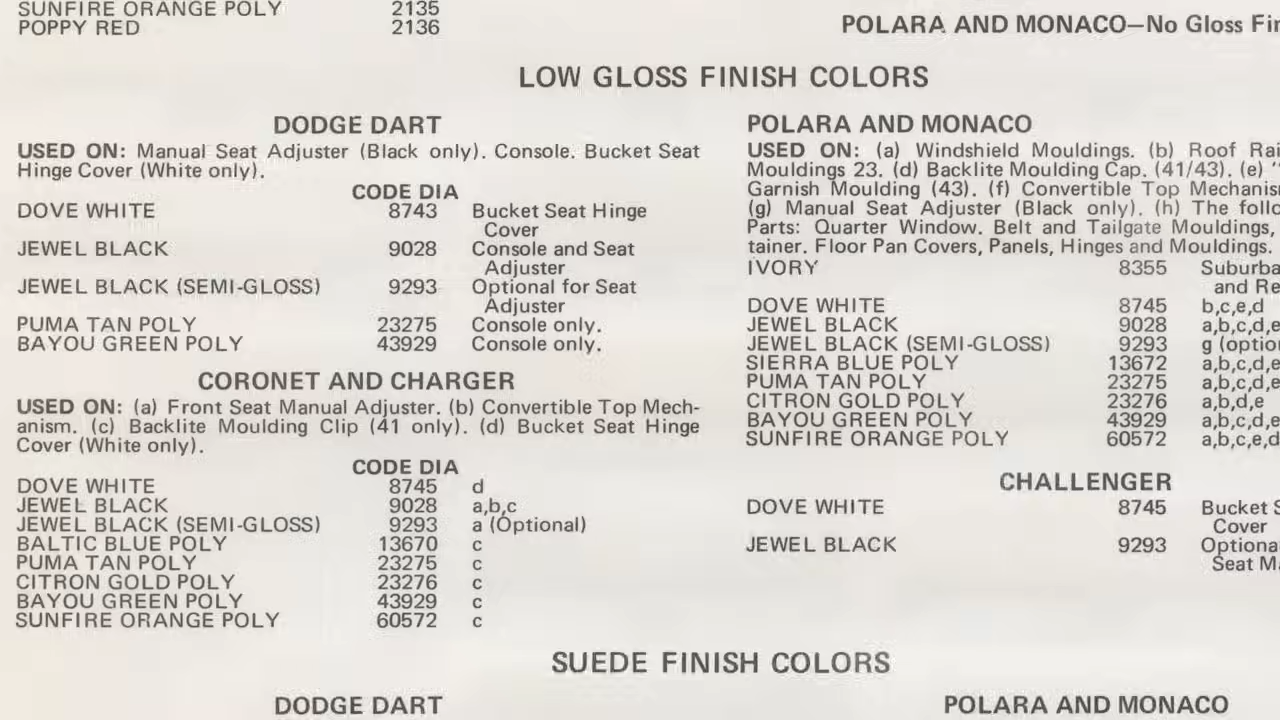 SUNFIRE ORANGE POLY 2135
POPPY RED 2136
POLARA AND MONACO—No Gloss
LOW GLOSS FINISH COLORS
DODGE DART
USED ON: Manual Seat Adjuster (Black only). Console. Bucket Seat
Hinge Cover (White only).
CODE DIA
DOVE WHITE 8743 Bucket Seat Hinge
Cover
JEWEL BLACK 9028 Console and Seat
Adjuster
JEWEL BLACK (SEMI-GLOSS) 9293 Optional for Seat
Adjuster
PUMA TAN POLY 23275 Console only.
BAYOU GREEN POLY 43929 Console only.
CORONET AND CHARGER
USED ON: (a) Front Seat Manual Adjuster. (b) Convertible Top Mech-
anism. (c) Backlite Moulding Clip (41 only). (d) Bucket Seat Hinge
Cover (White only).
CODE DIA
DOVE WHITE 8745 d
JEWEL BLACK 9028 a,b,c
JEWEL BLACK (SEMI-GLOSS) 9293 a (Optional)
BALTIC BLUE POLY 13670 c
PUMA TAN POLY 23275 c
CITRON GOLD POLY 23276 c
BAYOU GREEN POLY 43929 c
SUNFIRE ORANGE POLY 60572 c
POLARA AND MONACO
USED ON: (a) Windshield Mouldings. (b) Roof
Mouldings 23. (d) Backlite Moulding Cap. (41/43). (e) "
Garnish Moulding (43). (f) Convertible Top
(g) Manual Seat Adjuster (Black only). (h) The
Parts: Quarter Window. Belt and Tailgate Mouldings,
tainer. Floor Pan Covers, Panels, Hinges and Mouldings.
IVORY 8355
and
DOVE WHITE 8745 b,c,e,d
JEWEL BLACK 9028 a,b,c,d,e
JEWEL BLACK (SEMI-GLOSS) 9293 g
SIERRA BLUE POLY 13672 a,b,c,d,e
PUMA TAN POLY 23275 a,b,c,d,e
CITRON GOLD POLY 23276 a,b,d,e
BAYOU GREEN POLY 43929 a,b,c,d,e
SUNFIRE ORANGE POLY 60572 a,b,c,e,d
CHALLENGER
DOVE WHITE 8745 Bucket
Cover
JEWEL BLACK 9293
Seat
SUEDE FINISH COLORS
DODGE DART
POLARA AND MONACO